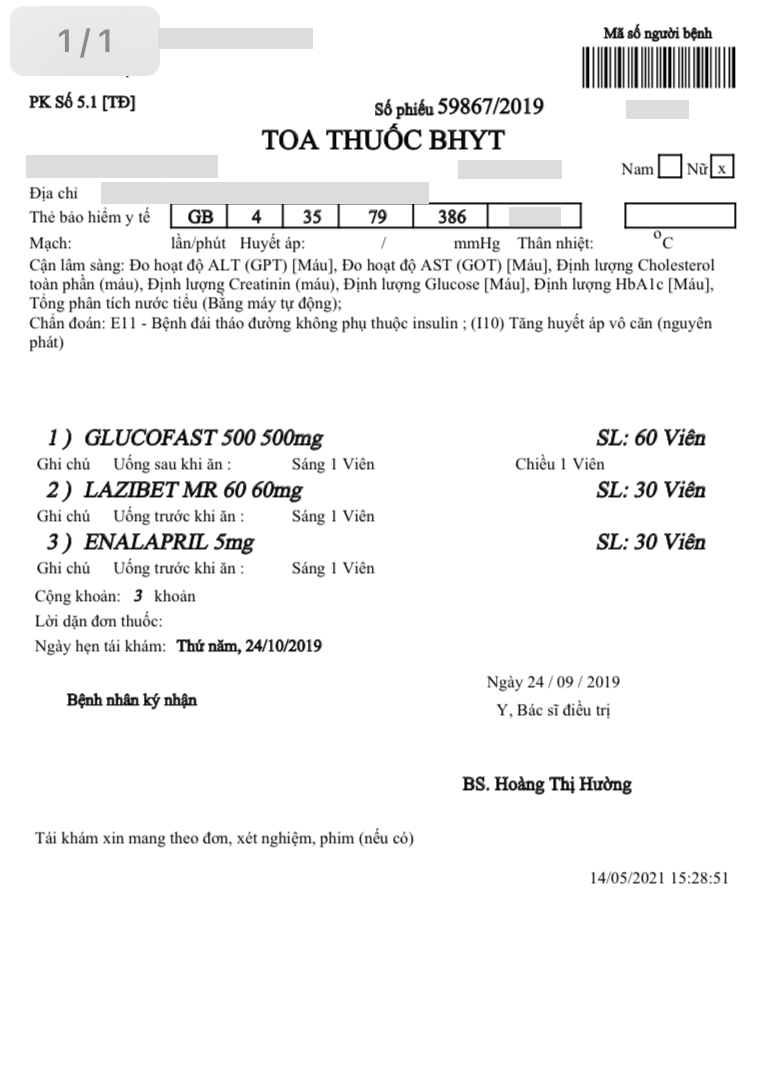 1/1
Mã số người bệnh
PK Số 5.1 [TĐ]
Số phiếu 59867/2019
TOA THUỐC BHYT
Nam Nữ x
Địa chỉ
Thẻ bảo hiểm y tế GB 4 35 79 386
Mạch: lần/phút Huyết áp: / mmHg Thân nhiệt: °C
Cận lâm sàng: Đo hoạt độ ALT (GPT) [Máu], Đo hoạt độ AST (GOT) [Máu], Định lượng Cholesterol
toàn phần (máu), Định lượng Creatinin (máu), Định lượng Glucose [Máu], Định lượng HbA1c [Máu],
Tổng phân tích nước tiểu (Bằng máy tự động);
Chẩn đoán: E11 - Bệnh đái tháo đường không phụ thuộc insulin ; (I10) Tăng huyết áp vô căn (nguyên
phát)
1 ) GLUCOFAST 500 500mg SL: 60 Viên
Ghi chú Uống sau khi ăn : Sáng 1 Viên Chiều 1 Viên
2 ) LAZIBET MR 60 60mg SL: 30 Viên
Ghi chú Uống trước khi ăn : Sáng 1 Viên
3 ) ENALAPRIL 5mg SL: 30 Viên
Ghi chú Uống trước khi ăn : Sáng 1 Viên
Cộng khoản: 3 khoản
Lời dặn đơn thuốc:
Ngày hẹn tái khám: Thứ năm, 24/10/2019
Ngày 24 / 09 / 2019
Bệnh nhân ký nhận
Y, Bác sĩ điều trị
BS. Hoàng Thị Hường
Tái khám xin mang theo đơn, xét nghiệm, phim (nếu có)
14/05/2021 15:28:51